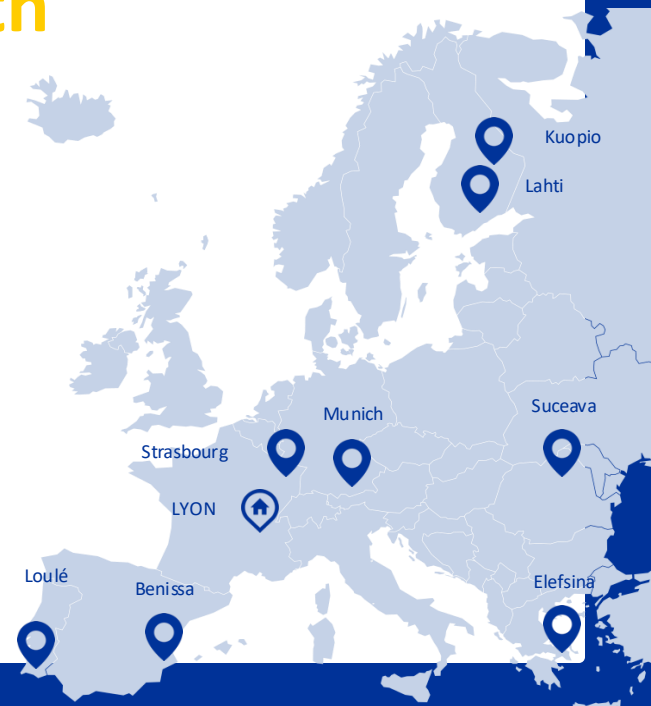 Kuopio
Lahti
Munich
Suceava
Strasbourg
LYON
Loulé
Benissa
Elefsina